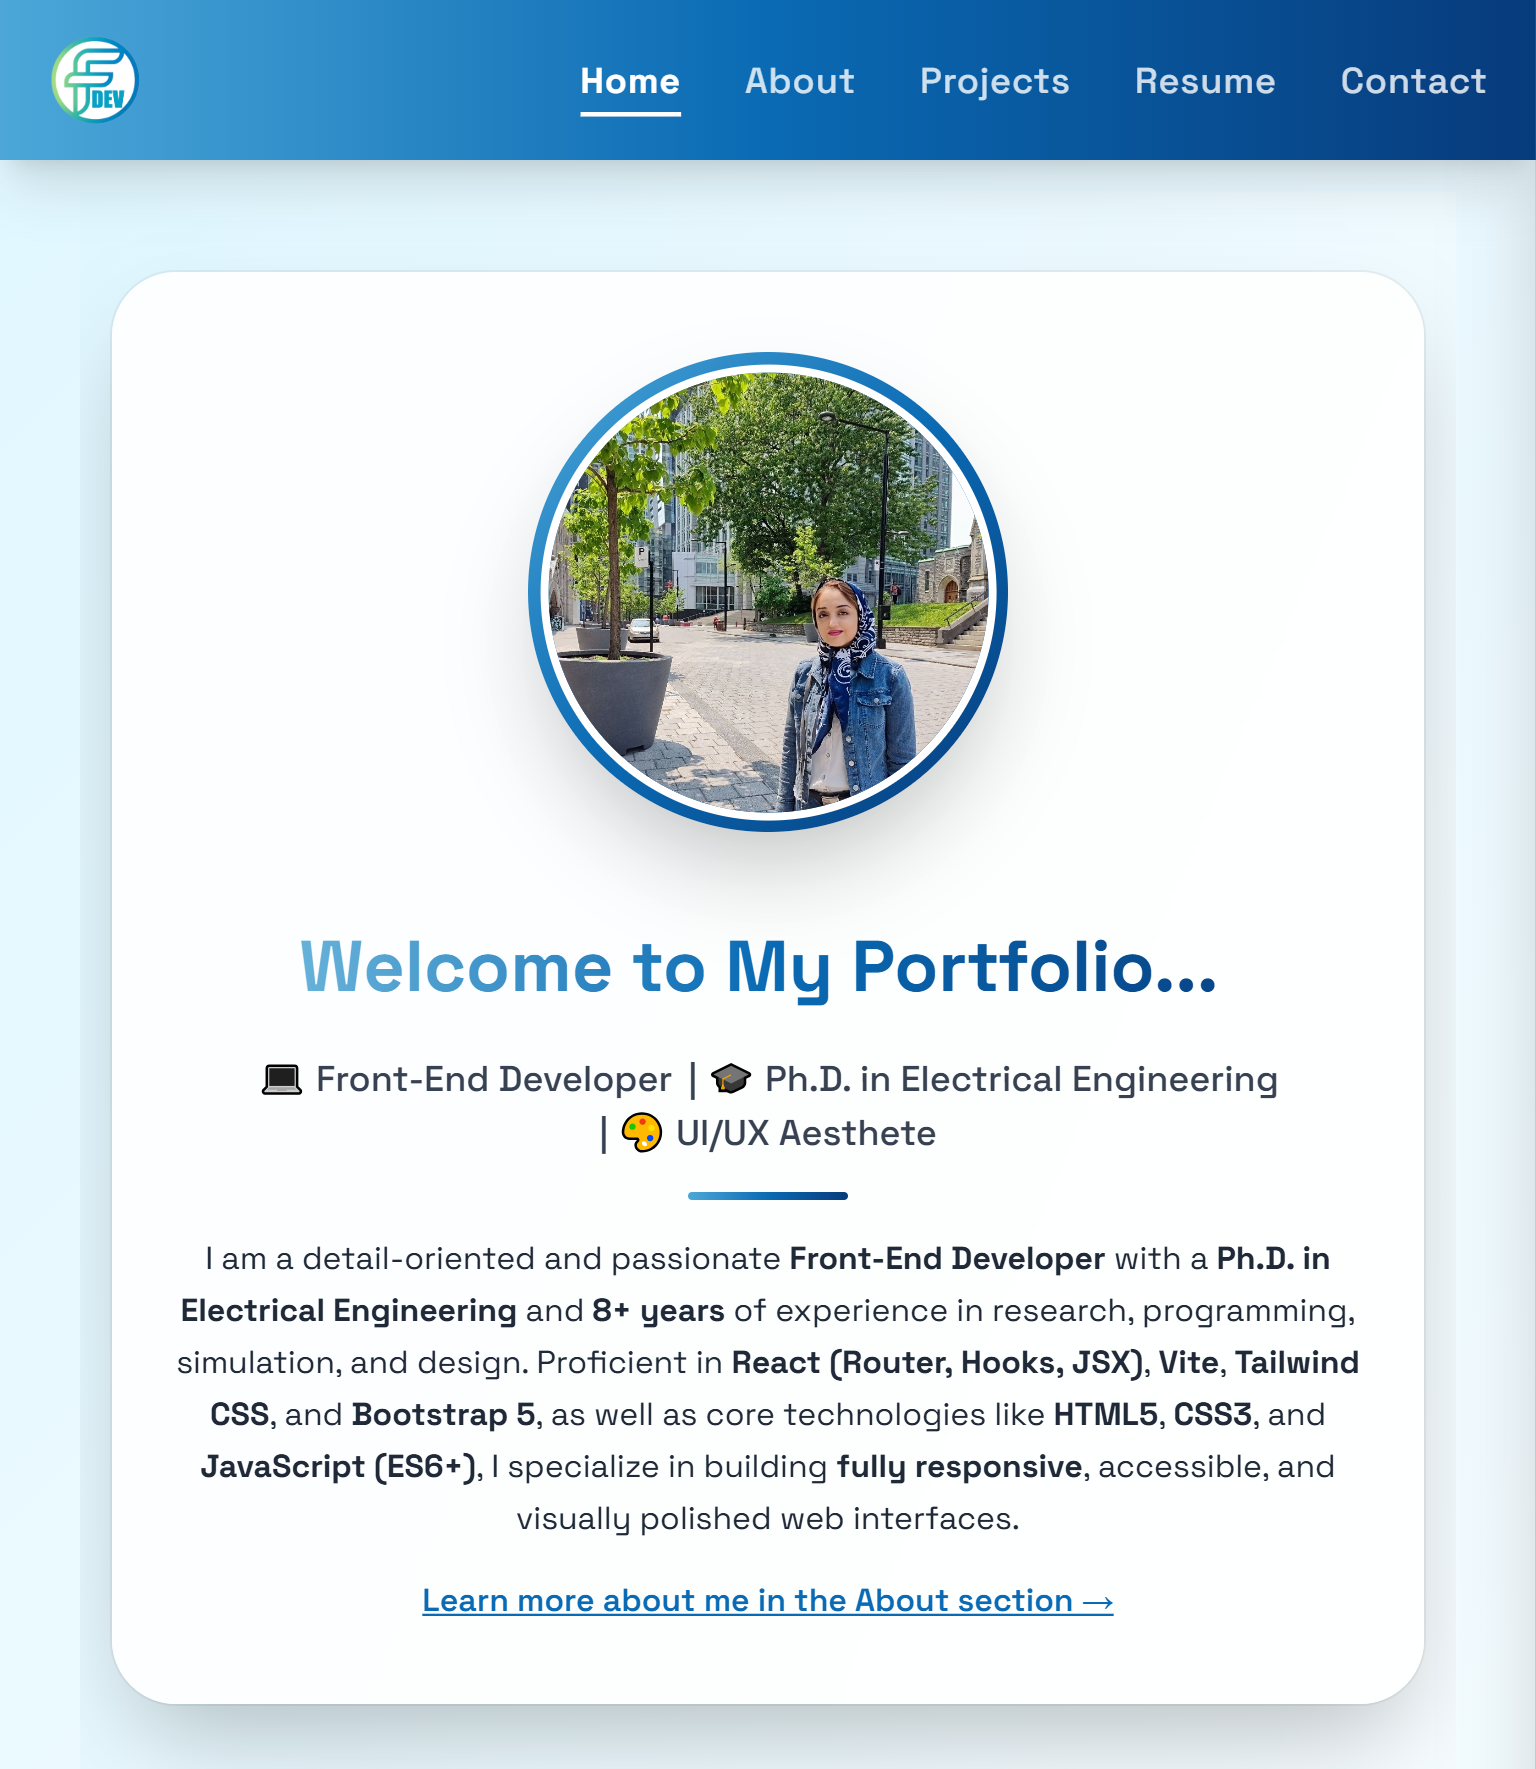 F DEV
Home About Projects Resume Contact
P
Welcome to My Portfolio...
💻 Front-End Developer | 🎓 Ph.D. in Electrical Engineering
| 🎨 UI/UX Aesthete
I am a detail-oriented and passionate Front-End Developer with a Ph.D. in
Electrical Engineering and 8+ years of experience in research, programming,
simulation, and design. Proficient in React (Router, Hooks, JSX), Vite, Tailwind
CSS, and Bootstrap 5, as well as core technologies like HTML5, CSS3, and
JavaScript (ES6+), I specialize in building fully responsive, accessible, and
visually polished web interfaces.
Learn more about me in the About section →